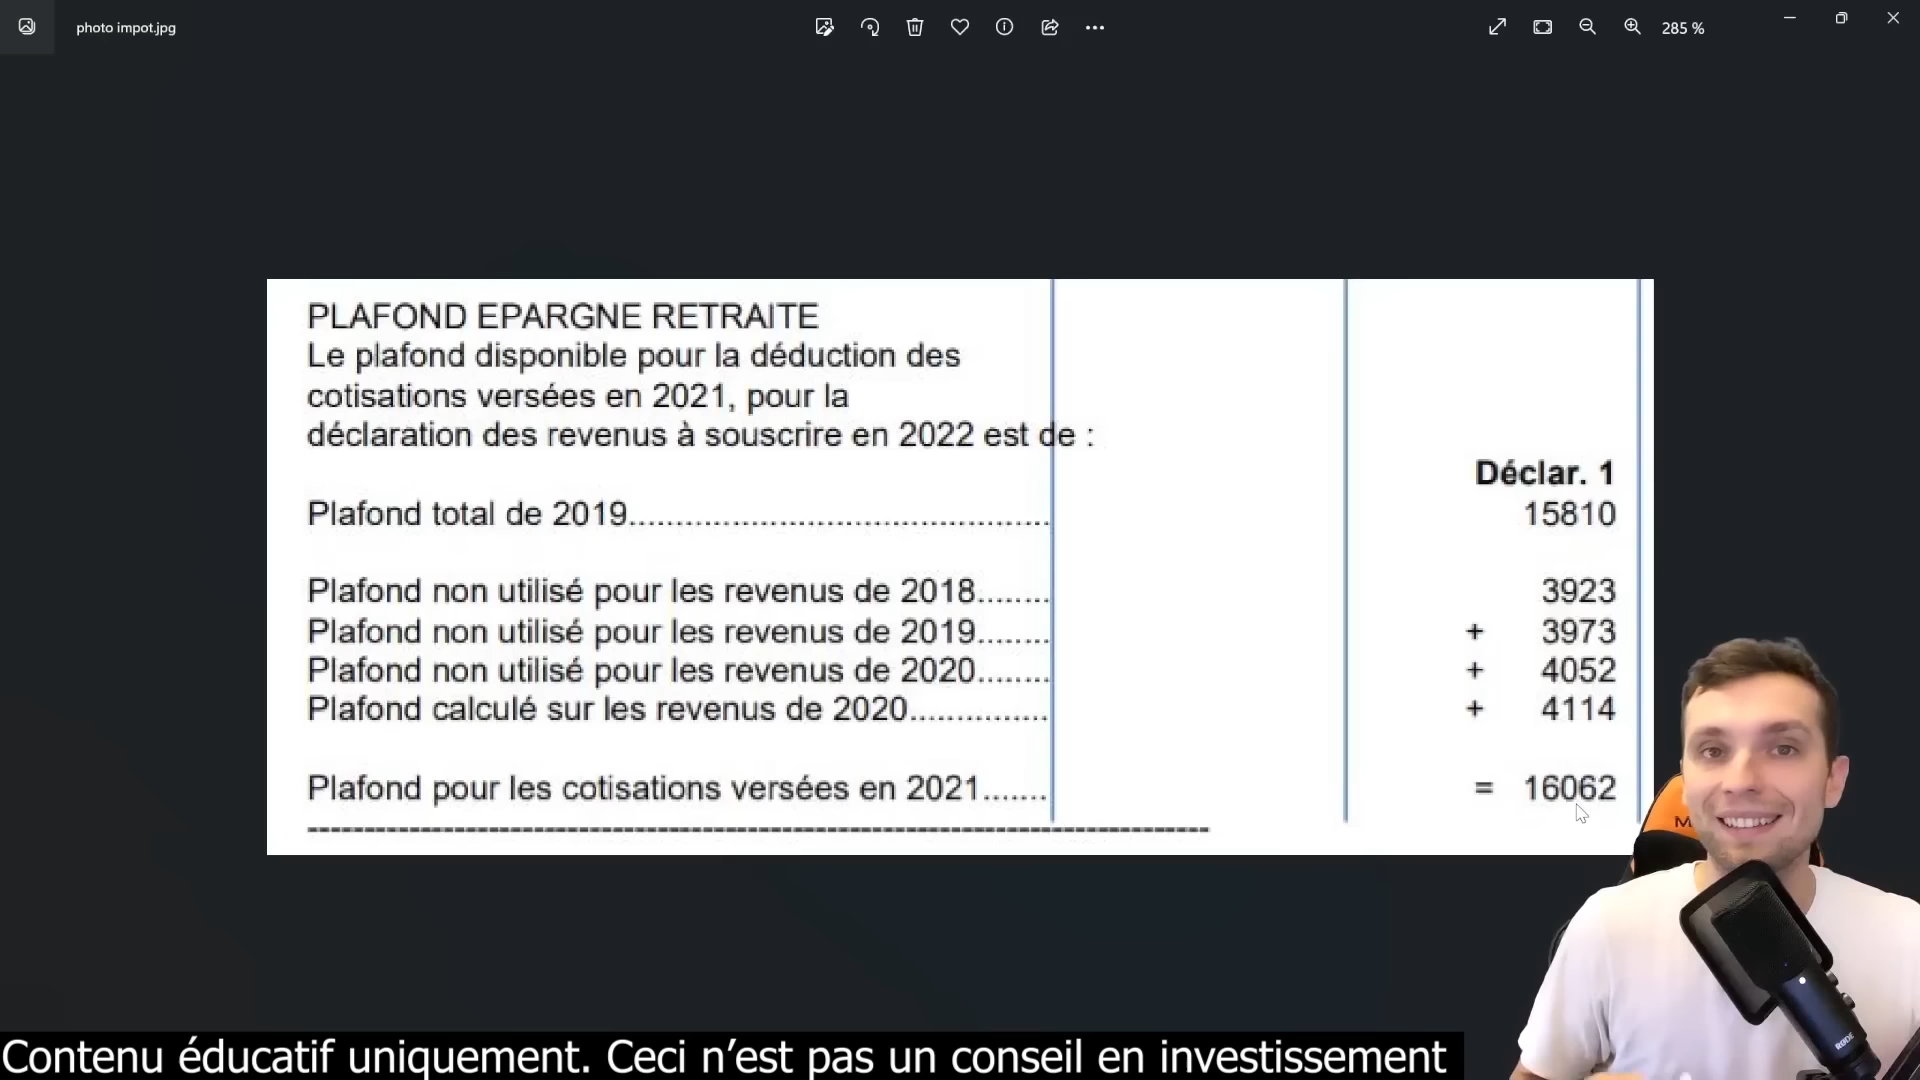 photo impot.jpg
285 %
PLAFOND EPARGNE RETRAITE
Le plafond disponible pour la déduction des
cotisations versées en 2021, pour la
déclaration des revenus à souscrire en 2022 est de :
Déclar. 1
Plafond total de 2019.......................................... 15810
Plafond non utilisé pour les revenus de 2018........ 3923
Plafond non utilisé pour les revenus de 2019........ + 3973
Plafond non utilisé pour les revenus de 2020........ + 4052
Plafond calculé sur les revenus de 2020............... + 4114
Plafond pour les cotisations versées en 2021....... = 16062
M
RØDE
Contenu éducatif uniquement. Ceci n’est pas un conseil en investissement